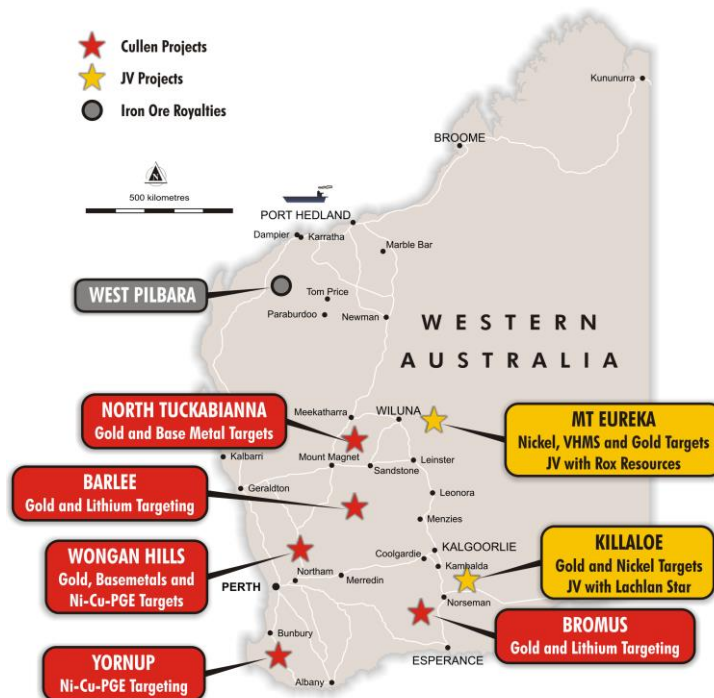 Cullen Projects
JV Projects
Iron Ore Royalties
N
500 kilometres
Kununurra
BROOME
PORT HEDLAND
Dampier
Karratha
Marble Bar
WEST PILBARA
Tom Price
Paraburdoo
Newman
WESTERN
AUSTRALIA
NORTH TUCKABIANNA
Gold and Base Metal Targets
Meekatharra
WILUNA
MT EUREKA
Nickel, VHMS and Gold Targets
JV with Rox Resources
Kalbarri
Mount Magnet
Sandstone
Leinster
BARLEE
Gold and Lithium Targeting
Geraldton
Leonora
Menzies
WONGAN HILLS
Gold, Basemetals and
Ni-Cu-PGE Targets
Coolgardie
KALGOORLIE
Kambalda
KILLALOE
Gold and Nickel Targets
JV with Lachlan Star
PERTH
Northam
Merredin
Norseman
BROMUS
Gold and Lithium Targeting
Bunbury
YORNUP
Ni-Cu-PGE Targeting
ESPERANCE
Albany